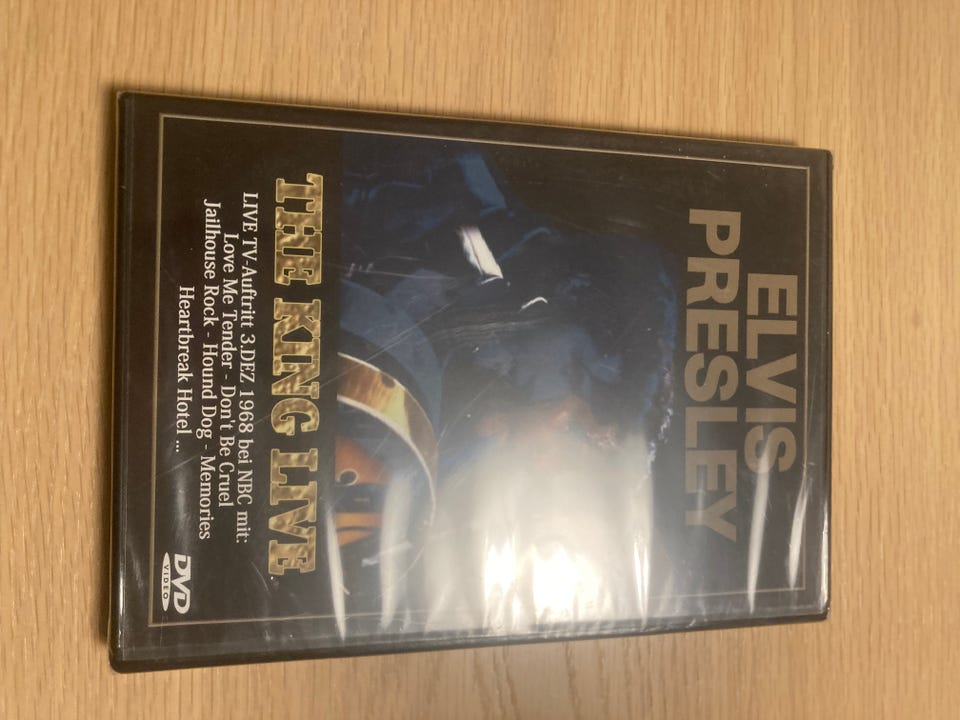 ELVIS
PRESLEY
THE KING LIVE
LIVE TV-Auftritt 3.DEZ 1968 bei NBC mit:
Love Me Tender - Don't Be Cruel
Jailhouse Rock - Hound Dog - Memories
Heartbreak Hotel ...
DVD
VIDEO